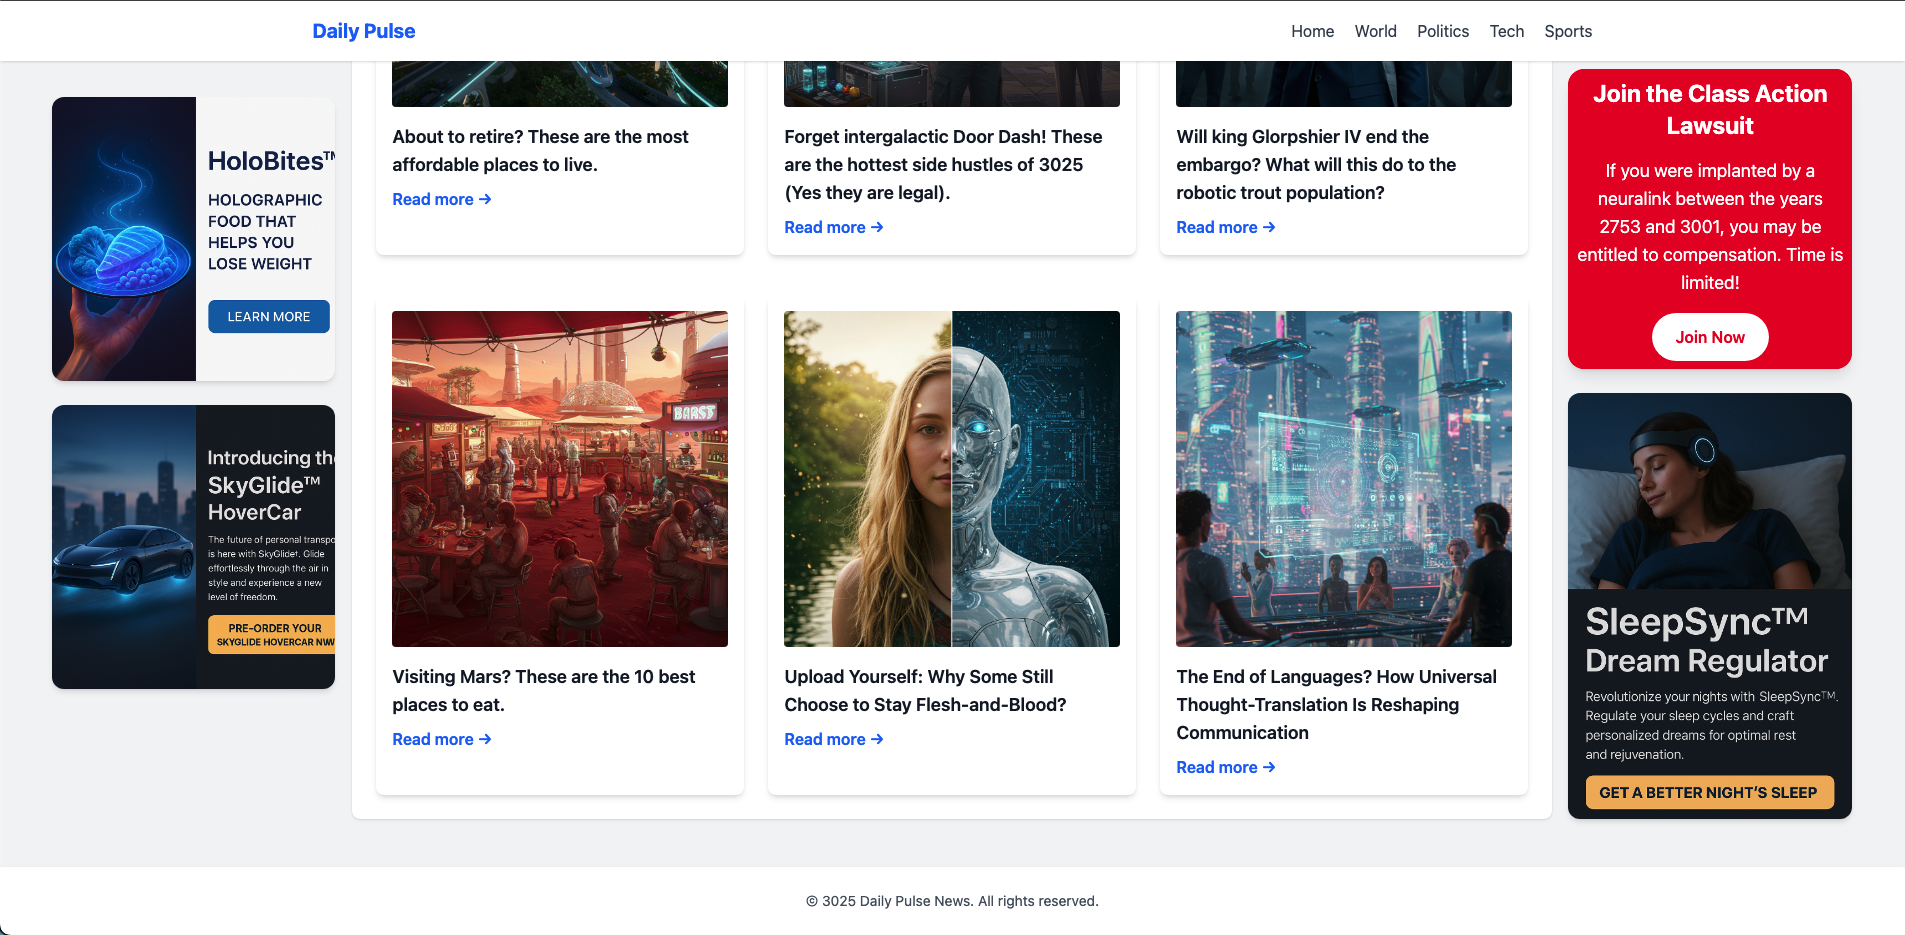 Daily Pulse
Home World Politics Tech Sports
HoloBites™
HOLOGRAPHIC
FOOD THAT
HELPS YOU
LOSE WEIGHT
LEARN MORE
Introducing the
SkyGlide™
HoverCar
The future of personal transpo
is here with SkyGlide†. Glide
effortlessly through the air in
style and experience a new
level of freedom.
PRE-ORDER YOUR
SKYGLIDE HOVERCAR NW
About to retire? These are the most
affordable places to live.
Read more →
Forget intergalactic Door Dash! These
are the hottest side hustles of 3025
(Yes they are legal).
Read more →
Will king Glorpshier IV end the
embargo? What will this do to the
robotic trout population?
Read more →
BARST
Visiting Mars? These are the 10 best
places to eat.
Read more →
Upload Yourself: Why Some Still
Choose to Stay Flesh-and-Blood?
Read more →
The End of Languages? How Universal
Thought-Translation Is Reshaping
Communication
Read more →
Join the Class Action
Lawsuit
If you were implanted by a
neuralink between the years
2753 and 3001, you may be
entitled to compensation. Time is
limited!
Join Now
SleepSync™
Dream Regulator
Revolutionize your nights with SleepSync™.
Regulate your sleep cycles and craft
personalized dreams for optimal rest
and rejuvenation.
GET A BETTER NIGHT'S SLEEP
© 3025 Daily Pulse News. All rights reserved.